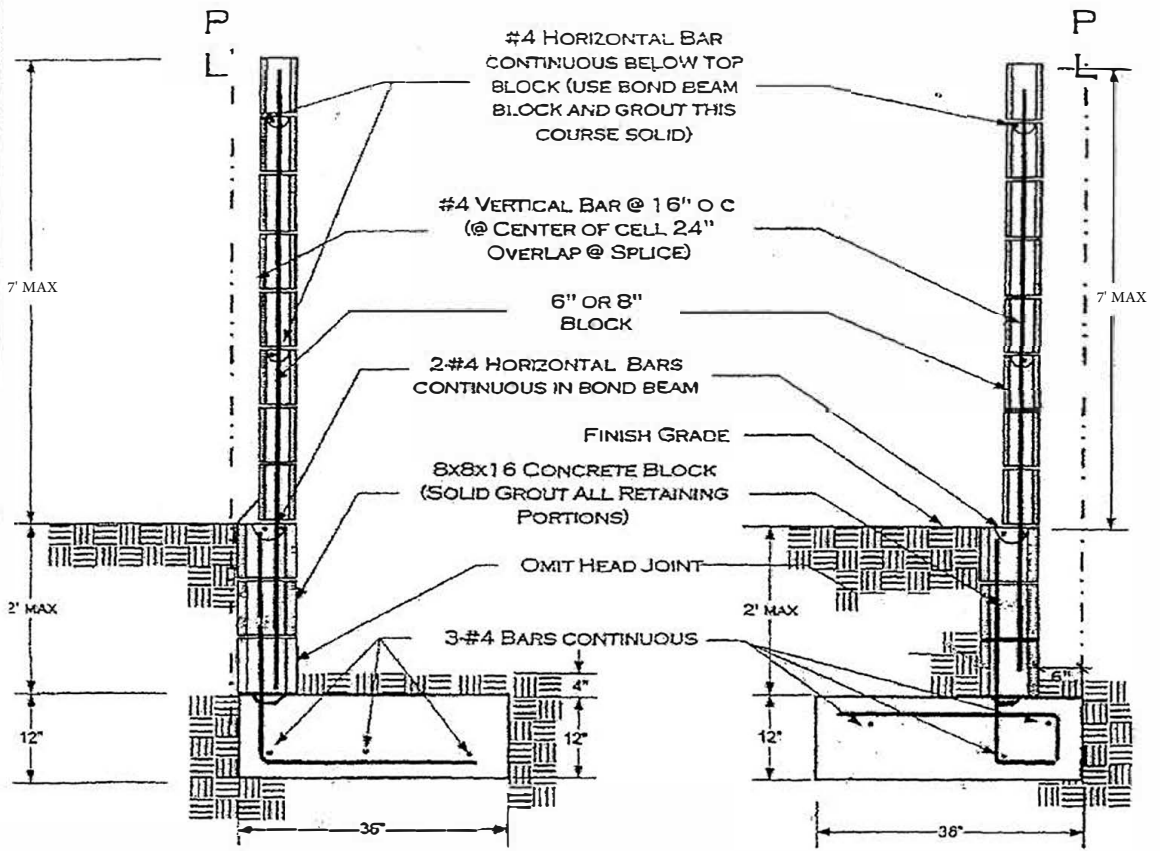 P
L
P
L
#4 HORIZONTAL BAR
CONTINUOUS BELOW TOP
BLOCK (USE BOND BEAM
BLOCK AND GROUT THIS
COURSE SOLID)
#4 VERTICAL BAR @ 16" O C
(@ CENTER OF CELL 24"
OVERLAP @ SPLICE)
7' MAX
7' MAX
6" OR 8"
BLOCK
2-#4 HORIZONTAL BARS
CONTINUOUS IN BOND BEAM
FINISH GRADE
8x8x16 CONCRETE BLOCK
(SOLID GROUT ALL RETAINING
PORTIONS)
OMIT HEAD JOINT
2' MAX
2' MAX
3-#4 BARS CONTINUOUS
4"
6"
12"
12"
12"
36"